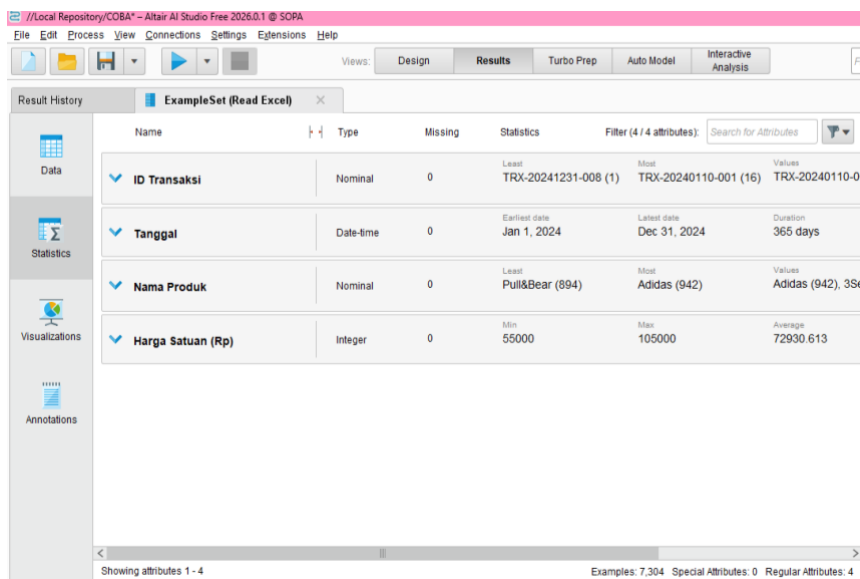 //Local Repository/COBA* – Altair AI Studio Free 2026.0.1 @ SOPA
File Edit Process View Connections Settings Extensions Help
Views: Design Results Turbo Prep Auto Model Interactive Analysis
Result History ExampleSet (Read Excel)
Name Type Missing Statistics Filter (4 / 4 attributes): Search for Attributes
Data
Least Most Values
ID Transaksi Nominal 0 TRX-20241231-008 (1) TRX-20240110-001 (16) TRX-20240110-0
Earliest date Latest date Duration
Tanggal Date-time 0 Jan 1, 2024 Dec 31, 2024 365 days
Statistics
Least Most Values
Nama Produk Nominal 0 Pull&Bear (894) Adidas (942) Adidas (942), 3Se
Min Max Average
Visualizations
Harga Satuan (Rp) Integer 0 55000 105000 72930.613
Annotations
Showing attributes 1 - 4 Examples: 7,304 Special Attributes: 0 Regular Attributes: 4